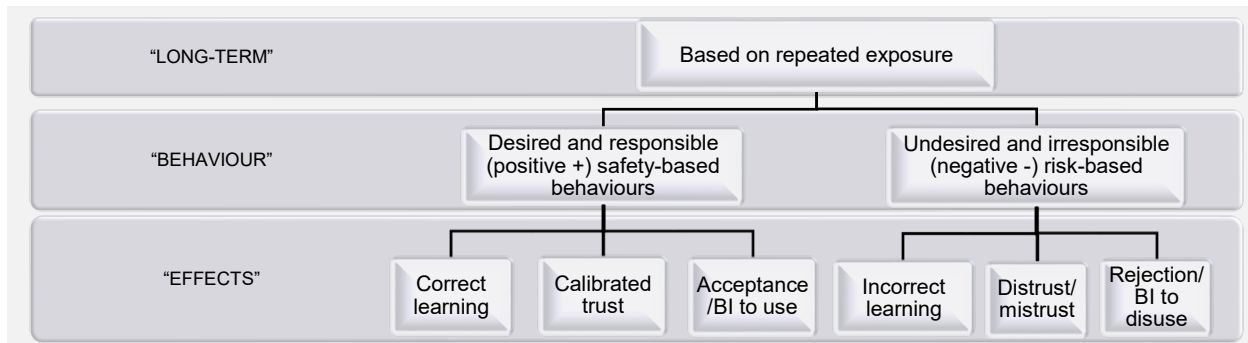 “LONG-TERM”
Based on repeated exposure
“BEHAVIOUR”
Desired and responsible
(positive +) safety-based
behaviours
Undesired and irresponsible
(negative -) risk-based
behaviours
“EFFECTS”
Correct
learning
Calibrated
trust
Acceptance
/BI to use
Incorrect
learning
Distrust/
mistrust
Rejection/
BI to
disuse